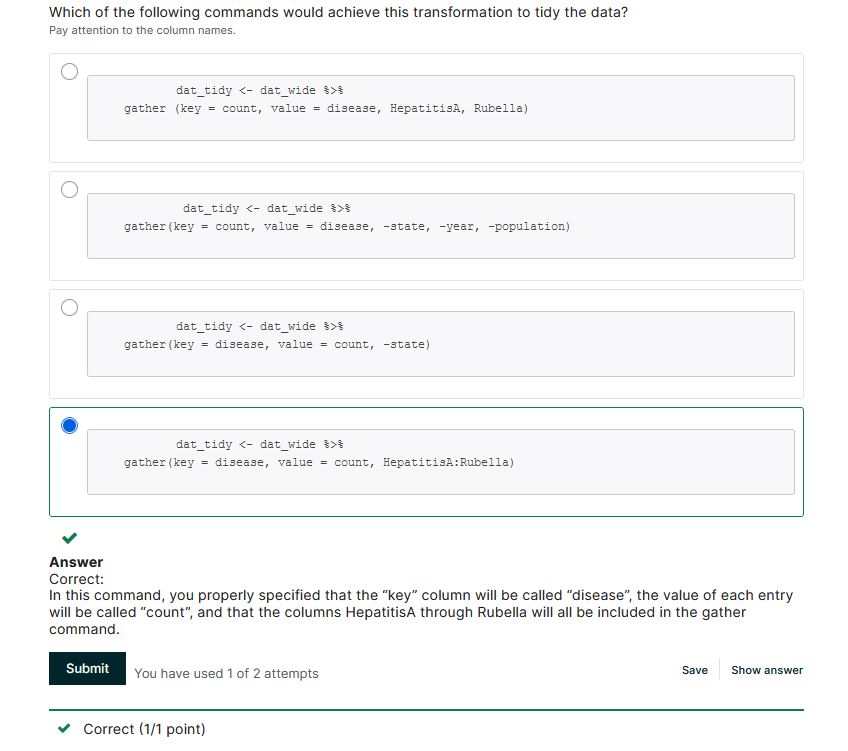 Which of the following commands would achieve this transformation to tidy the data?
Pay attention to the column names.
dat_tidy <- dat_wide %>%
gather (key = count, value = disease, HepatitisA, Rubella)
dat_tidy <- dat_wide %>%
gather(key = count, value = disease, -state, -year, -population)
dat_tidy <- dat_wide %>%
gather(key = disease, value = count, -state)
dat_tidy <- dat_wide %>%
gather(key = disease, value = count, HepatitisA:Rubella)
Answer
Correct:
In this command, you properly specified that the “key” column will be called “disease”, the value of each entry
will be called “count”, and that the columns HepatitisA through Rubella will all be included in the gather
command.
Submit
You have used 1 of 2 attempts
Save
Show answer
Correct (1/1 point)